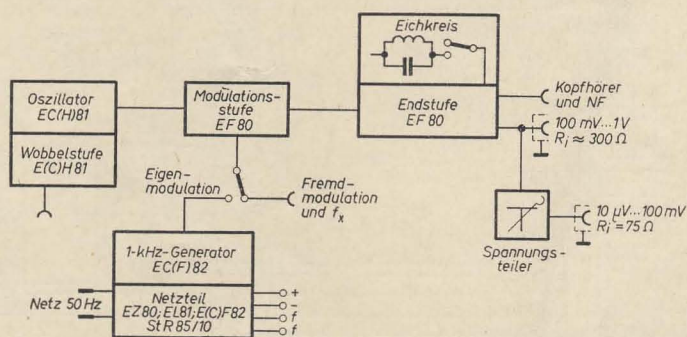 Eichkreis
Oszillator
EC(H)81
Wobbelstufe
E(C)H81
Modulations-
stufe
EF 80
Endstufe
EF 80
Kopfhörer
und NF
100 mV...1V
Ri ≈ 300 Ω
Eigen-
modulation
Fremd-
modulation
und fx
10 µV...100 mV
Ri = 75 Ω
Spannungs-
teiler
1-kHz-Generator
EC(F)82
Netz 50 Hz
Netzteil
EZ80; EL81; E(C)F82
StR 85/10
+
-
f
f